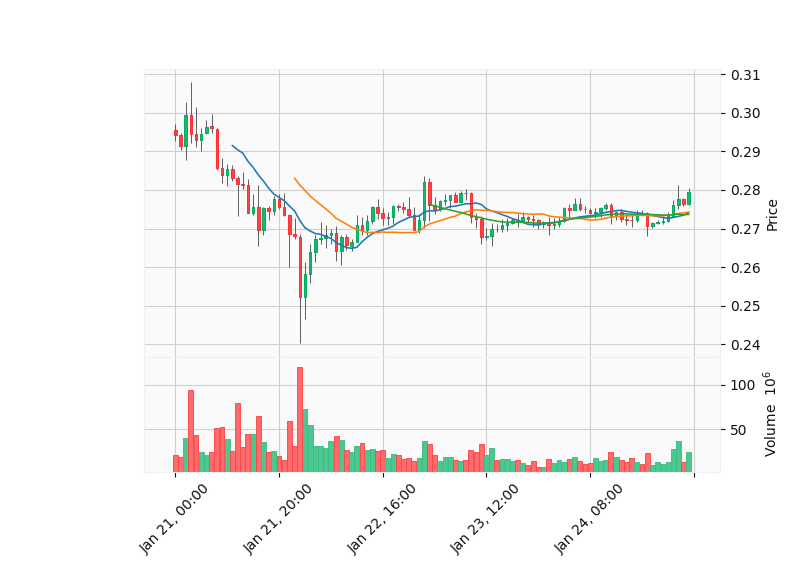 0.31
0.30
0.29
0.28
0.27
0.26
0.25
0.24
Price
100
50
Volume 10⁶
Jan 21, 00:00
Jan 21, 20:00
Jan 22, 16:00
Jan 23, 12:00
Jan 24, 08:00